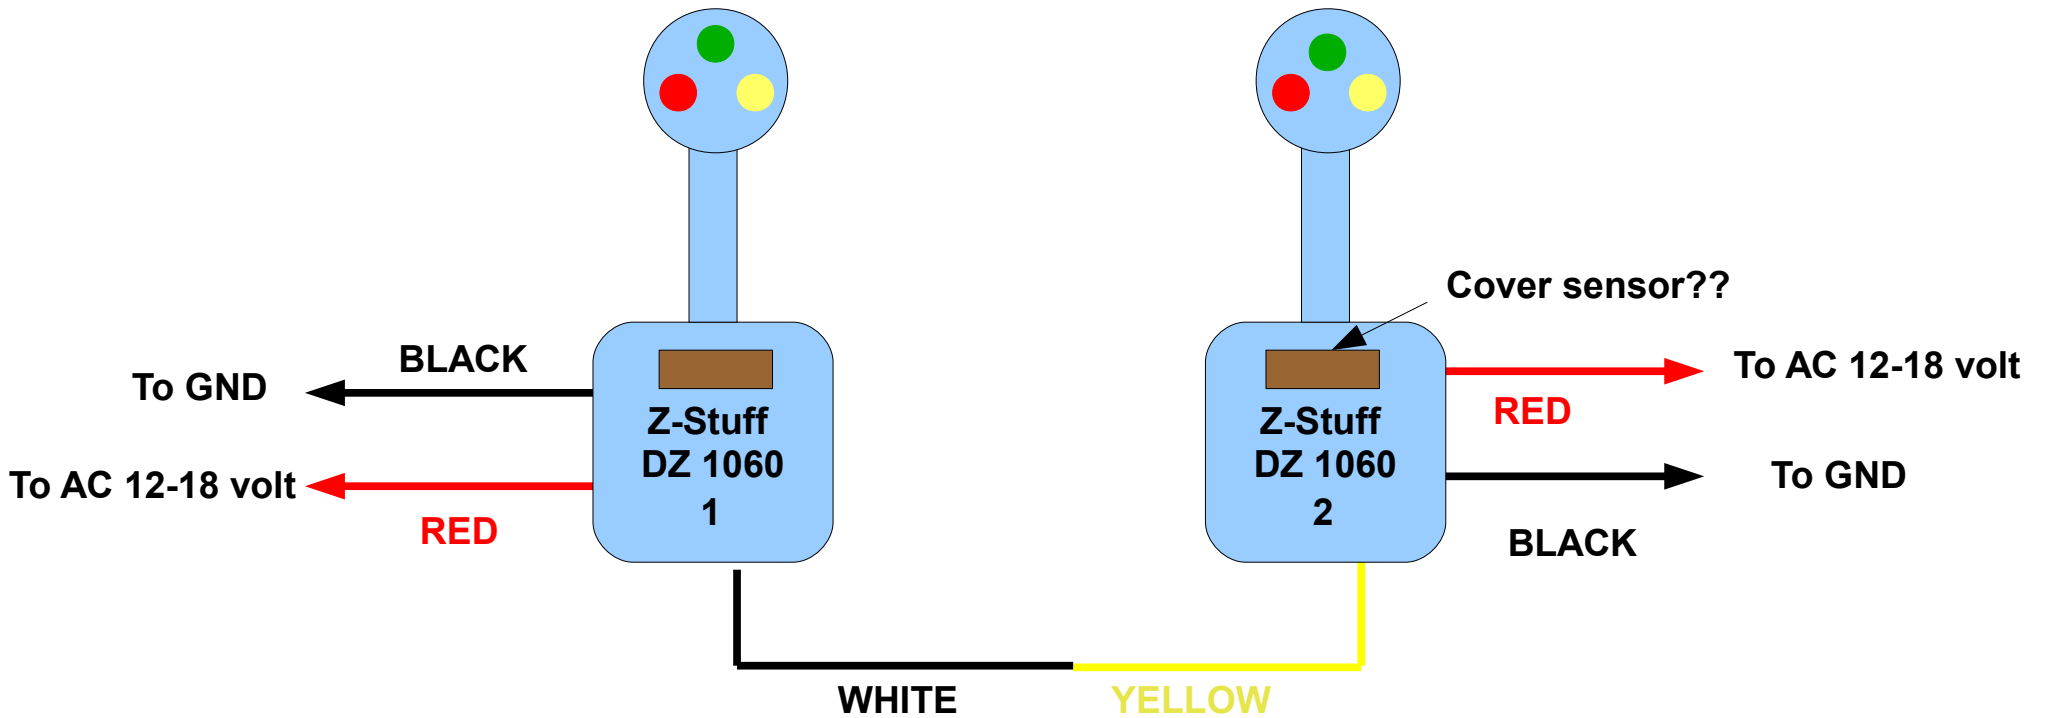 Cover sensor??
BLACK
To GND
To AC 12-18 volt
RED
Z-Stuff
DZ 1060
1
Z-Stuff
DZ 1060
2
To AC 12-18 volt
RED
To GND
BLACK
WHITE
YELLOW